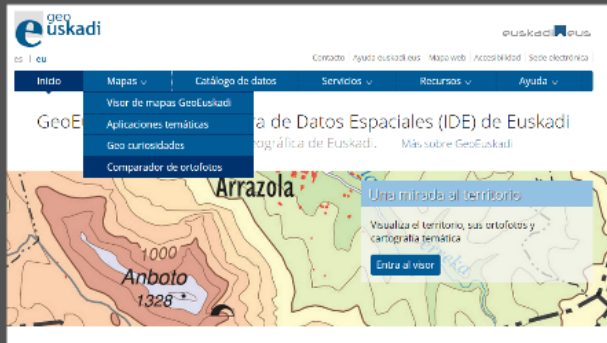 geo
euskadi
euskadi eus
es | eu
Contacto Ayuda euskadi.eus Mapa web Accesibilidad Sede electrónica
Inicio Mapas Catálogo de datos Servicios Recursos Ayuda
Visor de mapas GeoEuskadi
Aplicaciones temáticas
Geo curiosidades
Comparador de ortofotos
GeoE ra de Datos Espaciales (IDE) de Euskadi
eográfica de Euskadi. Más sobre GeoEuskadi
Arrazola
Una mirada al territorio
Visualiza el territorio, sus ortofotos y
cartografía temática
Entra al visor
1000
Anboto
1328